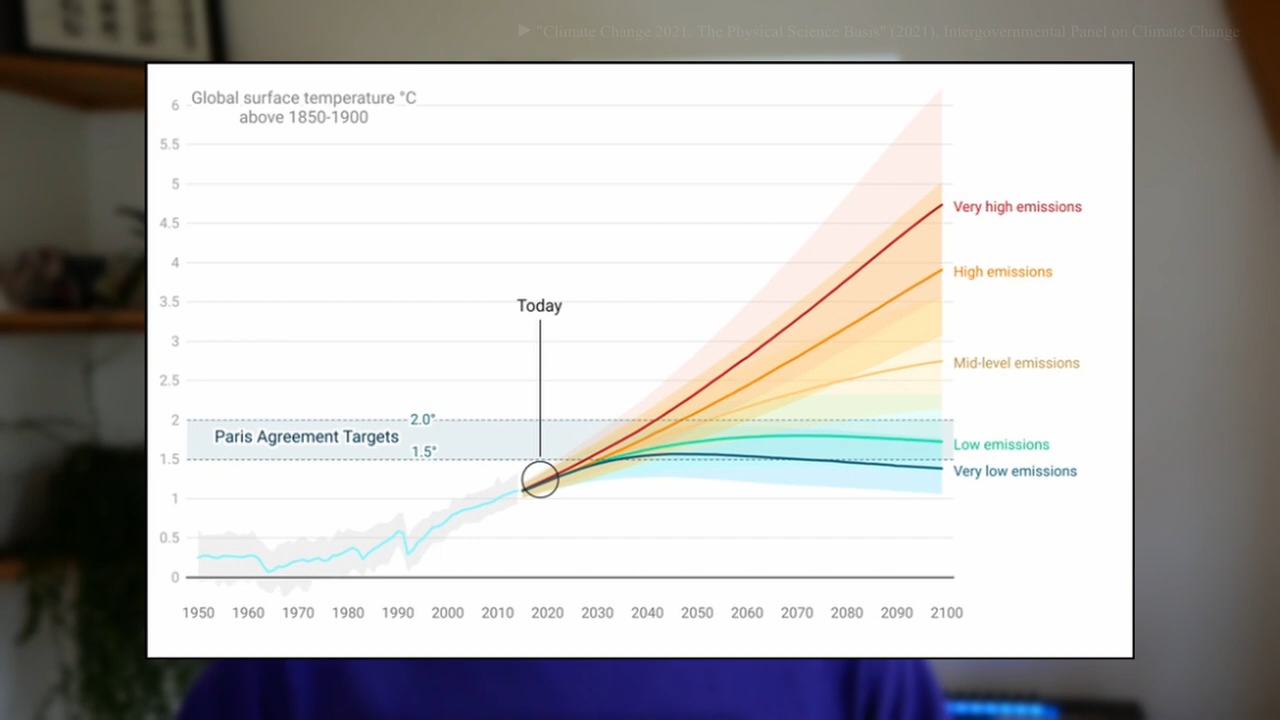 ▶ "Climate Change 2021: The Physical Science Basis" (2021), Intergovernmental Panel on Climate Change
Global surface temperature °C
above 1850-1900
6
5.5
5
4.5
4
3.5
3
2.5
2
1.5
1
0.5
0
Today
2.0°
Paris Agreement Targets
1.5°
Very high emissions
High emissions
Mid-level emissions
Low emissions
Very low emissions
1950 1960 1970 1980 1990 2000 2010 2020 2030 2040 2050 2060 2070 2080 2090 2100